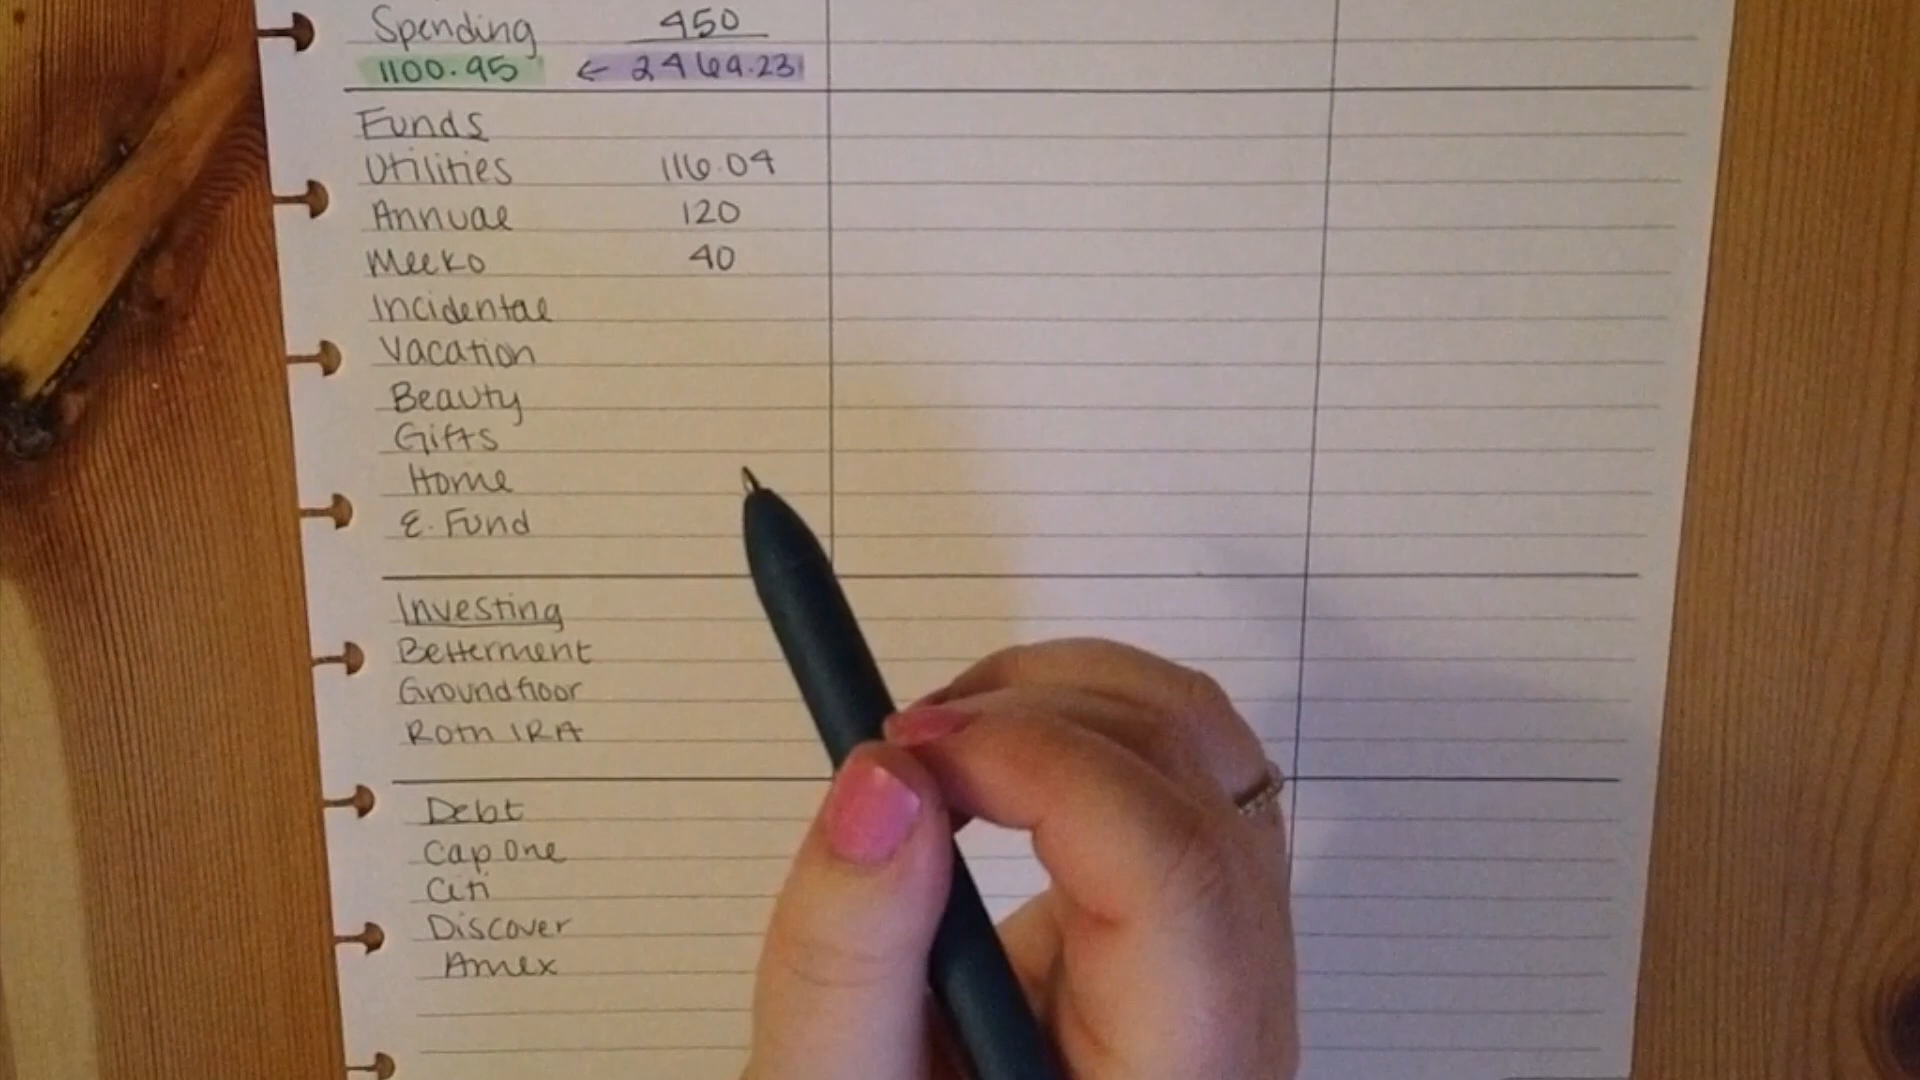 Spending 450
1100.95 ← 2469.23
Funds
Utilities 116.04
Annual 120
Meeko 40
Incidental
Vacation
Beauty
Gifts
Home
E. Fund
Investing
Betterment
Groundfloor
Roth IRA
Debt
Cap One
Citi
Discover
Amex